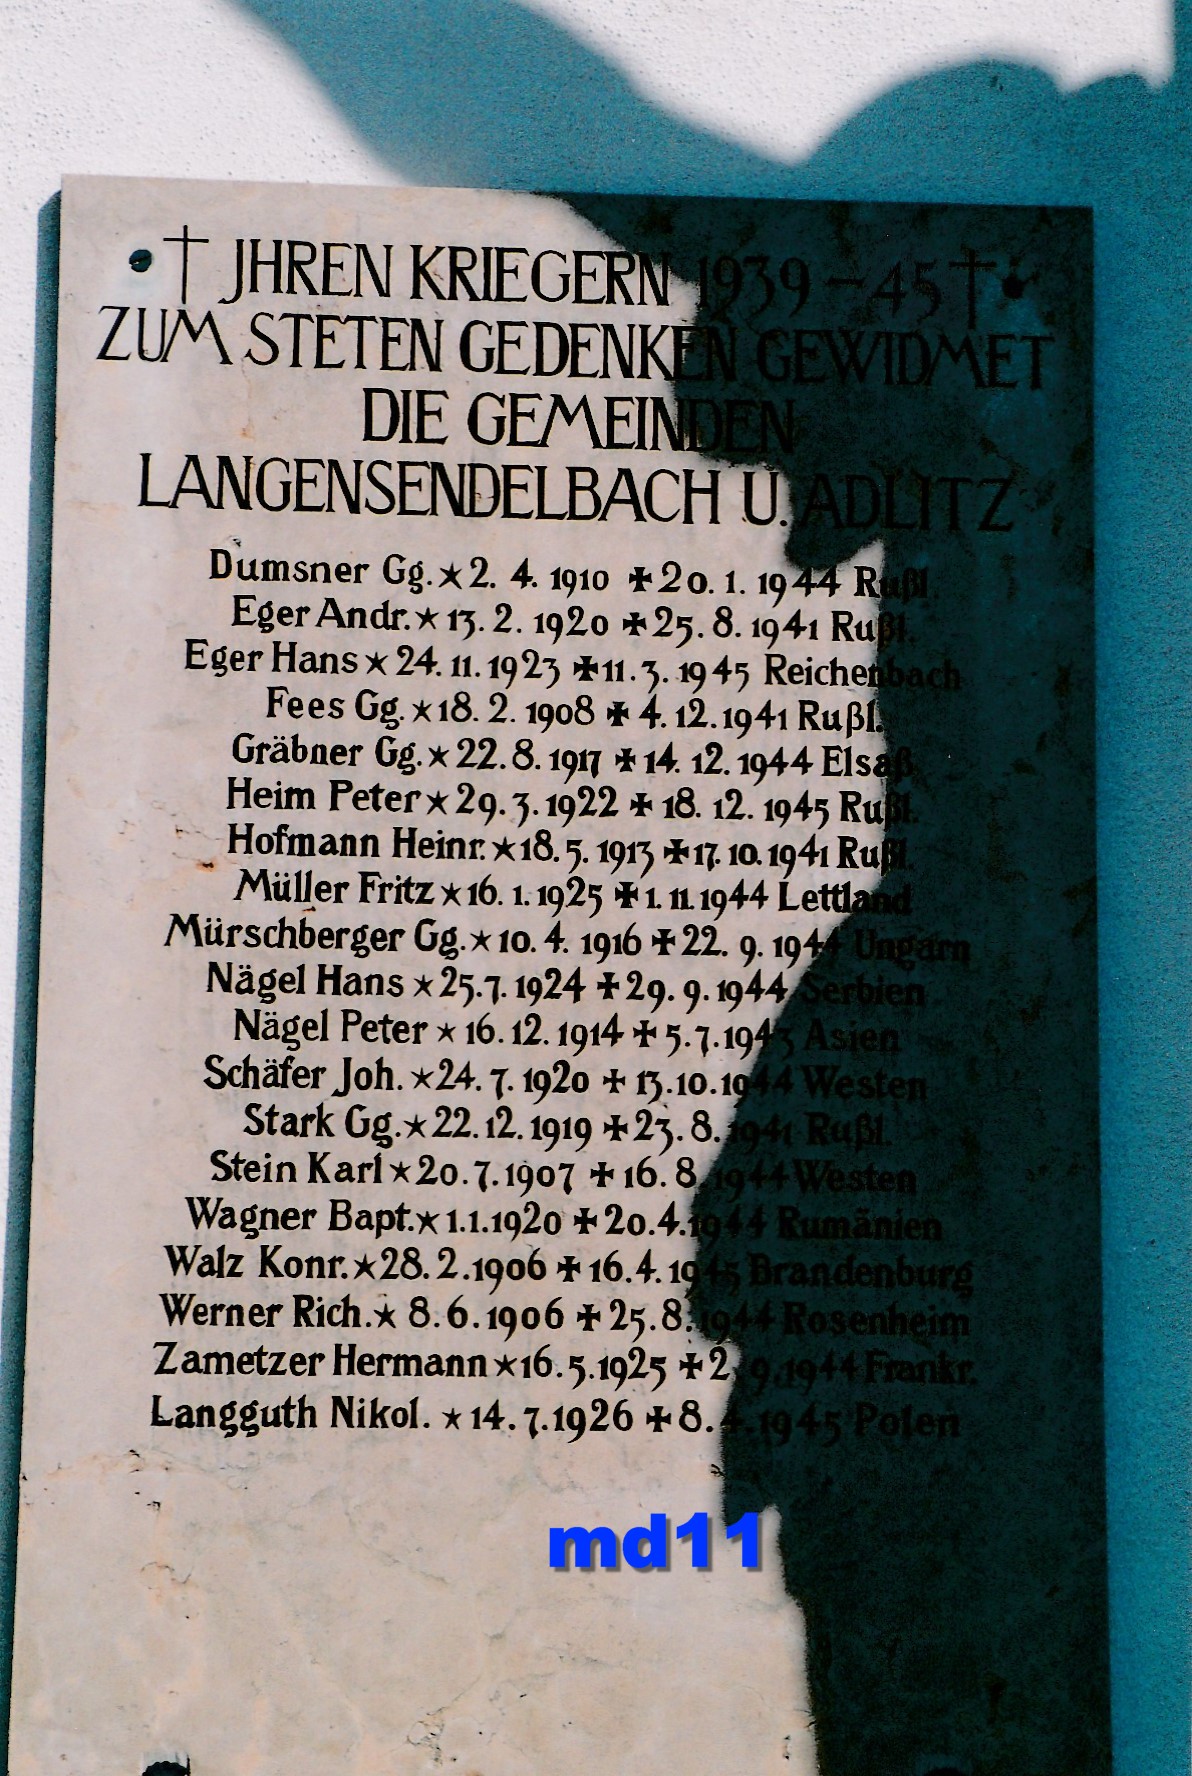 † JHREN KRIEGERN 1939 – 45 †
ZUM STETEN GEDENKEN GEWIDMET
DIE GEMEINDEN
LANGENSENDELBACH U. ADLITZ
Dumsner Gg. ★ 2. 4. 1910 ✠ 20. 1. 1944 Rußl.
Eger Andr. ★ 13. 2. 1920 ✠ 25. 8. 1941 Rußl.
Eger Hans ★ 24. 11. 1923 ✠ 11. 3. 1945 Reichenbach
Fees Gg. ★ 18. 2. 1908 ✠ 4. 12. 1941 Rußl.
Gräbner Gg. ★ 22. 8. 1917 ✠ 14. 12. 1944 Elsaß
Heim Peter ★ 29. 3. 1922 ✠ 18. 12. 1945 Rußl.
Hofmann Heinr. ★ 18. 5. 1913 ✠ 17. 10. 1941 Rußl.
Müller Fritz ★ 16. 1. 1925 ✠ 1. 11. 1944 Lettland
Mürschberger Gg. ★ 10. 4. 1916 ✠ 22. 9. 1944 Ungarn
Nägel Hans ★ 25. 7. 1924 ✠ 29. 9. 1944 Serbien
Nägel Peter ★ 16. 12. 1914 ✠ 5. 7. 1943 Asien
Schäfer Joh. ★ 24. 7. 1920 ✠ 13. 10. 1944 Westen
Stark Gg. ★ 22. 12. 1919 ✠ 23. 8. 1941 Rußl.
Stein Karl ★ 20. 7. 1907 ✠ 16. 8. 1944 Westen
Wagner Bapt. ★ 1. 1. 1920 ✠ 20. 4. 1944 Rumänien
Walz Konr. ★ 28. 2. 1906 ✠ 16. 4. 1945 Brandenburg
Werner Rich. ★ 8. 6. 1906 ✠ 25. 8. 1944 Rosenheim
Zametzer Hermann ★ 16. 5. 1925 ✠ 2. 9. 1944 Frankr.
Langguth Nikol. ★ 14. 7. 1926 ✠ 8. 4. 1945 Polen
md11